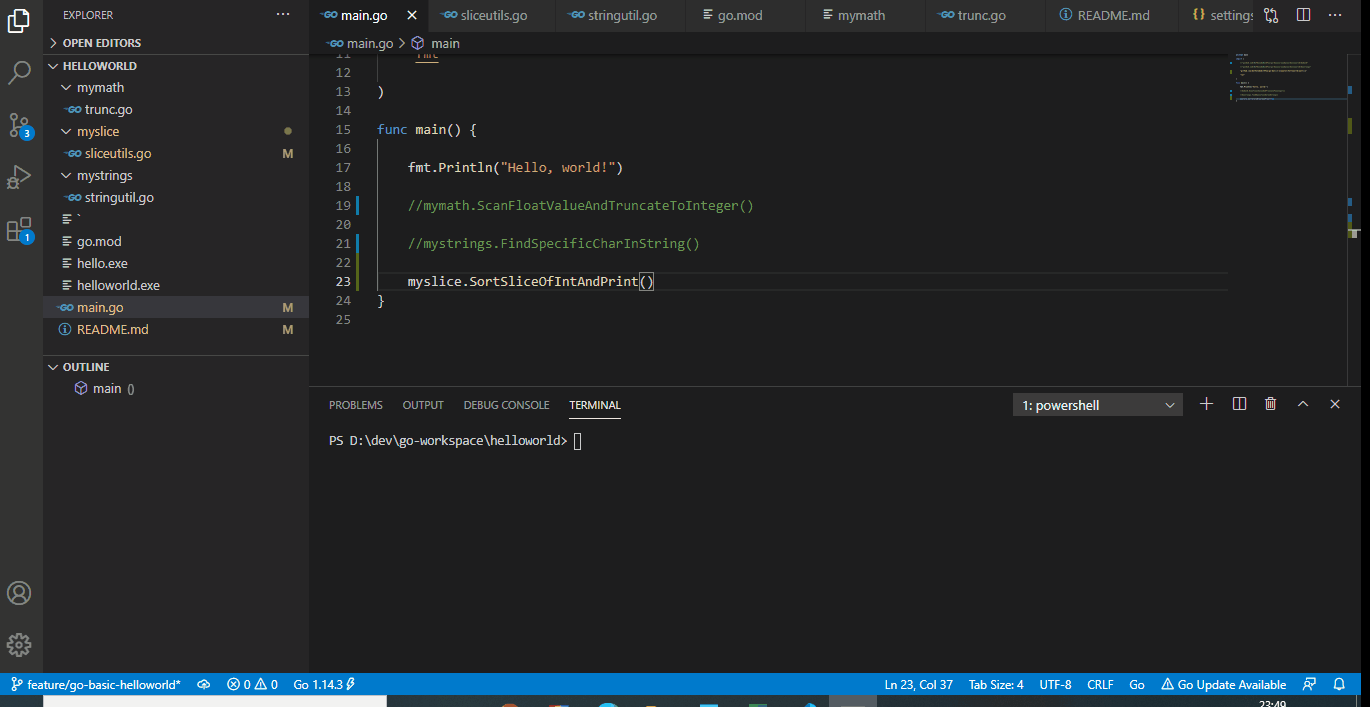 EXPLORER ...
main.go sliceutils.go stringutil.go go.mod mymath trunc.go README.md settings
OPEN EDITORS
main.go > main
HELLOWORLD
mymath
trunc.go
myslice
sliceutils.go M
mystrings
stringutil.go
`
go.mod
hello.exe
helloworld.exe
main.go M
README.md M
OUTLINE
main ()
11 fmt
12
13 )
14
15 func main() {
16
17 fmt.Println("Hello, world!")
18
19 //mymath.ScanFloatValueAndTruncateToInteger()
20
21 //mystrings.FindSpecificCharInString()
22
23 myslice.SortSliceOfIntAndPrint()
24 }
25
3
1
PROBLEMS OUTPUT DEBUG CONSOLE TERMINAL 1: powershell
PS D:\dev\go-workspace\helloworld>
feature/go-basic-helloworld* 0 0 Go 1.14.3 Ln 23, Col 37 Tab Size: 4 UTF-8 CRLF Go Go Update Available
23:49